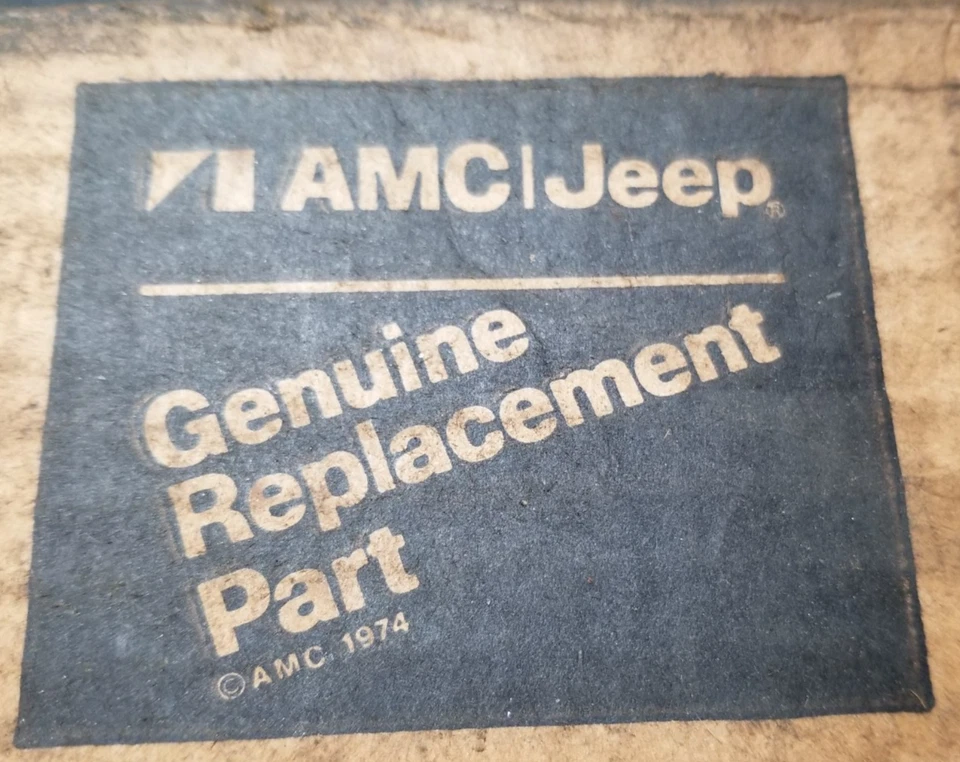 AMC|Jeep®
Genuine
Replacement
Part
©AMC 1974